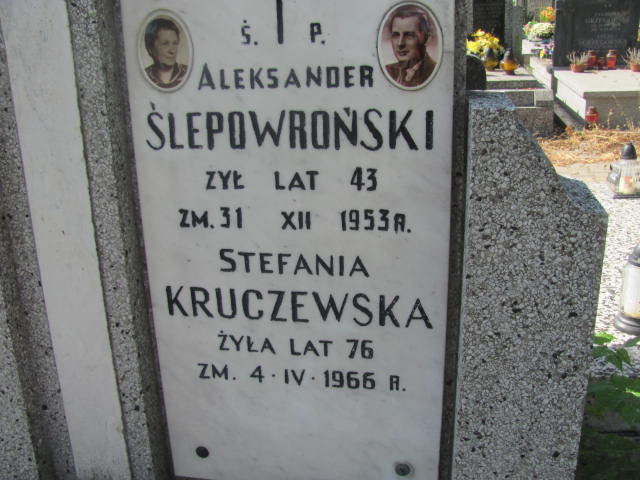 Ś. P.
ALEKSANDER
ŚLEPOWROŃSKI
ŻYŁ LAT 43
ZM. 31 XII 1953 R.
STEFANIA
KRUCZEWSKA
ŻYŁA LAT 76
ZM. 4·IV·1966 R.